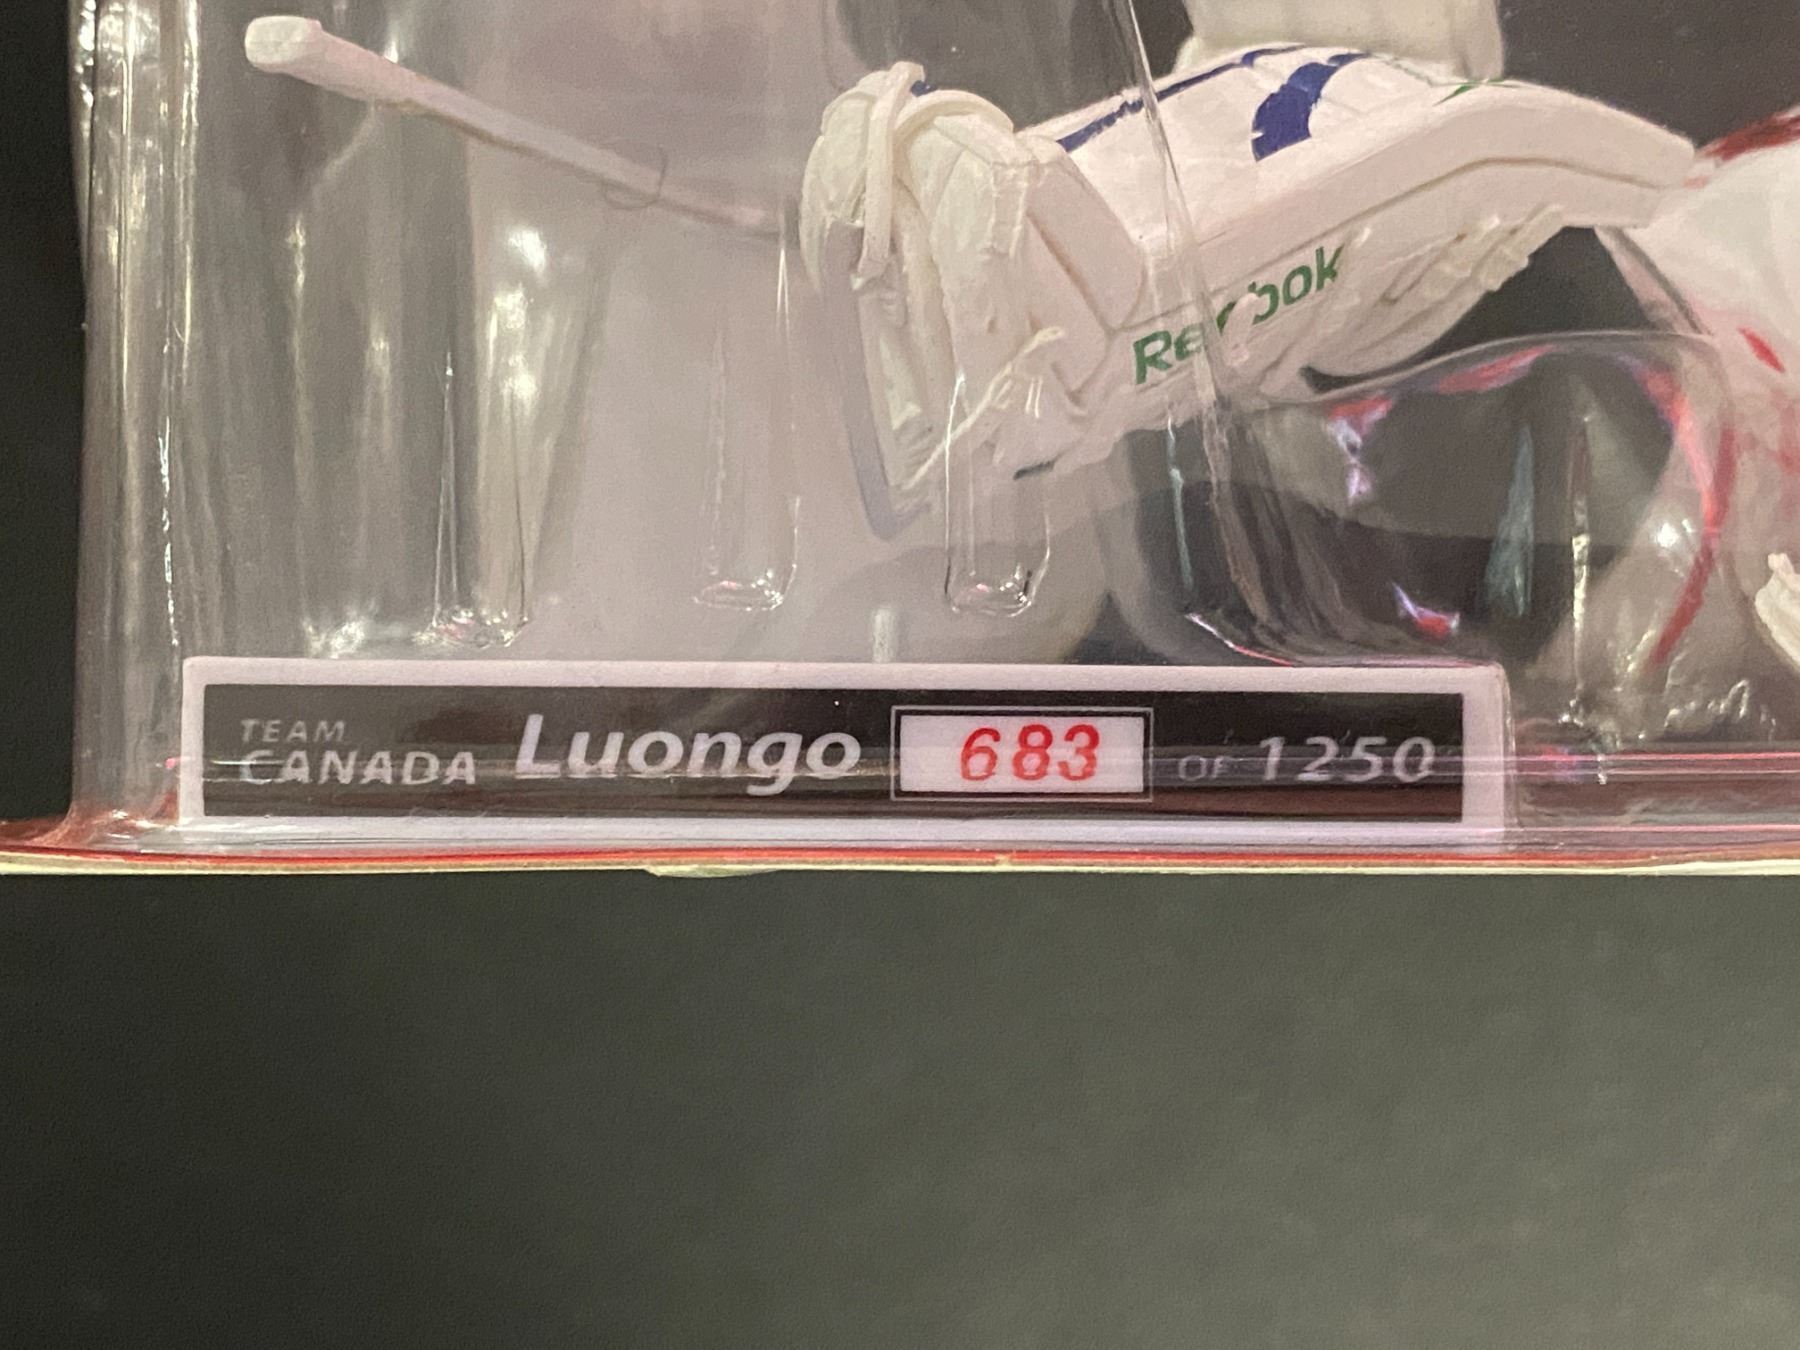 Reebok
TEAM
CANADA Luongo 683 OF 1250